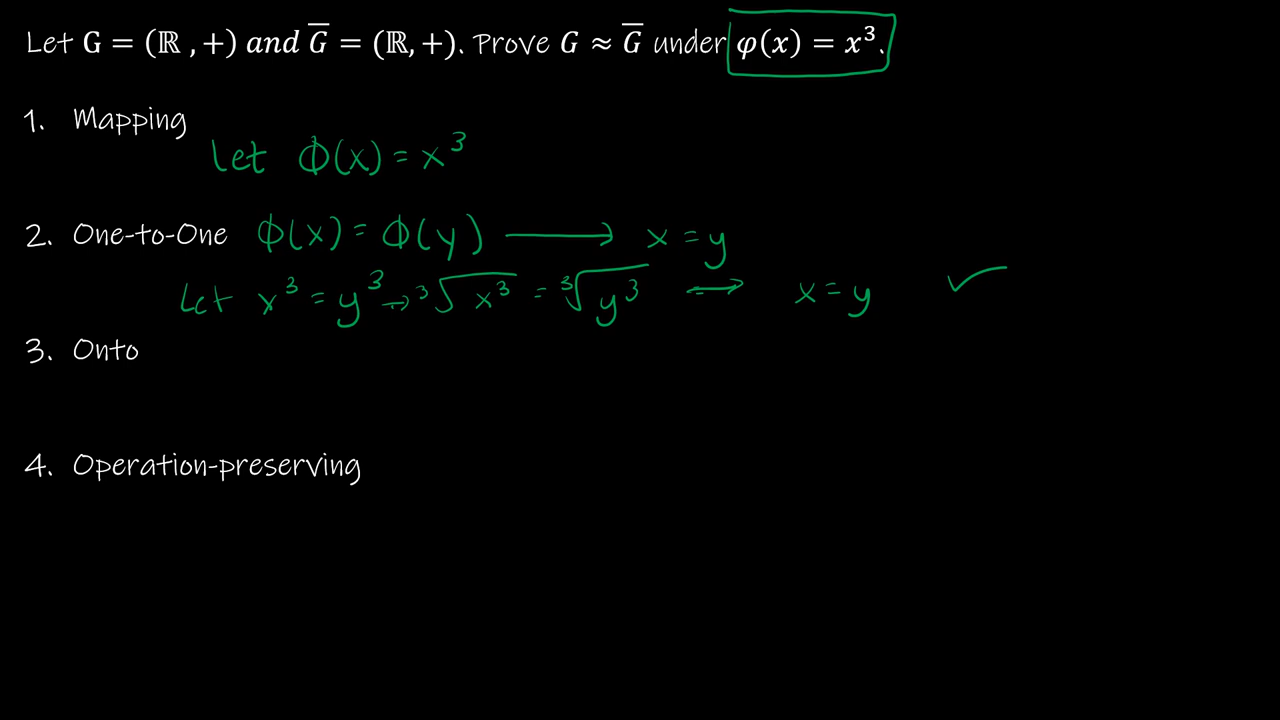 Let G = (ℝ , +) and G̅ = (ℝ, +). Prove G ≈ G̅ under φ(x) = x³.
1. Mapping
Let ϕ(x) = x³
2. One-to-One ϕ(x) = ϕ(y) ⟶ x = y
Let x³ = y³ → ∛x³ = ∛y³ → x = y ✓
3. Onto
4. Operation-preserving